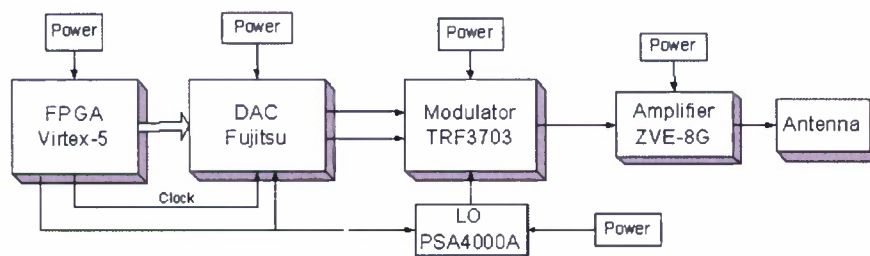 Power
Power
Power
Power
FPGA
Virtex-5
DAC
Fujitsu
Modulator
TRF3703
Amplifier
ZVE-8G
Antenna
Clock
LO
PSA4000A
Power